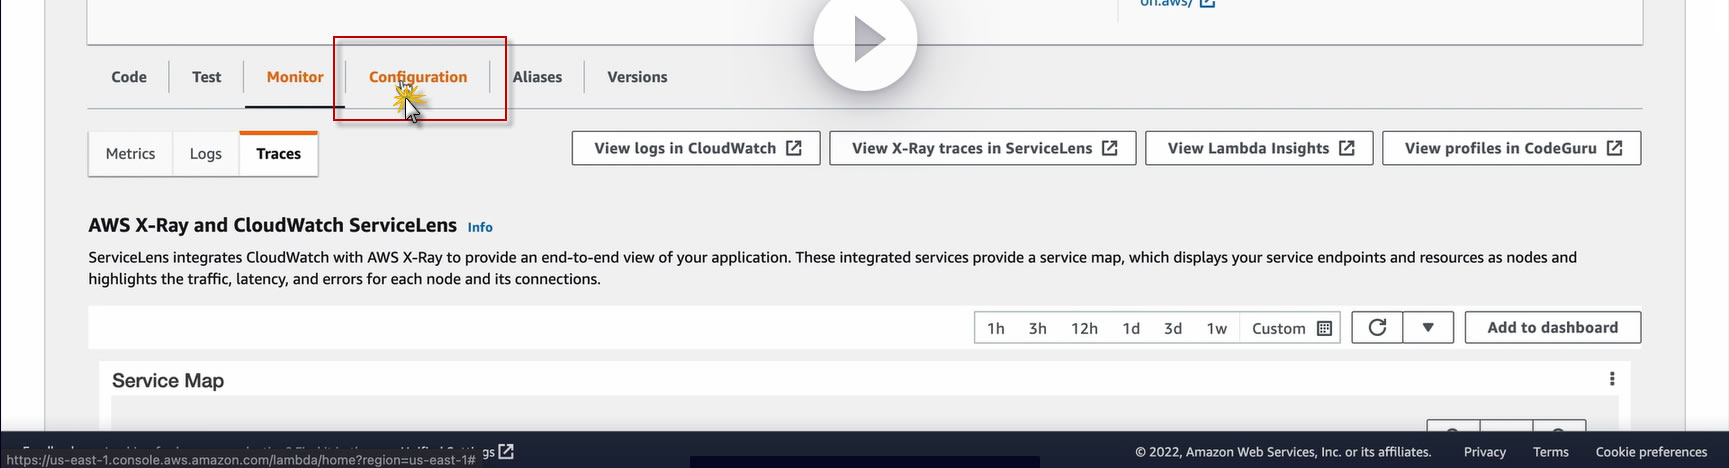 on.aws/
Code Test Monitor Configuration Aliases Versions
Metrics Logs Traces View logs in CloudWatch View X-Ray traces in ServiceLens View Lambda Insights View profiles in CodeGuru
AWS X-Ray and CloudWatch ServiceLens Info
ServiceLens integrates CloudWatch with AWS X-Ray to provide an end-to-end view of your application. These integrated services provide a service map, which displays your service endpoints and resources as nodes and
highlights the traffic, latency, and errors for each node and its connections.
1h 3h 12h 1d 3d 1w Custom Add to dashboard
Service Map
© 2022, Amazon Web Services, Inc. or its affiliates. Privacy Terms Cookie preferences
https://us-east-1.console.aws.amazon.com/lambda/home?region=us-east-1#